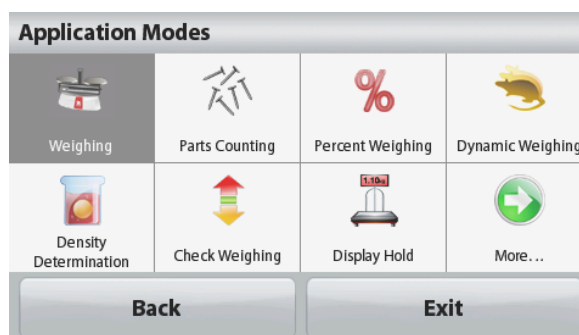 Application Modes
Weighing
Parts Counting
Percent Weighing
Dynamic Weighing
Density
Determination
Check Weighing
1.10kg
Display Hold
More...
Back
Exit